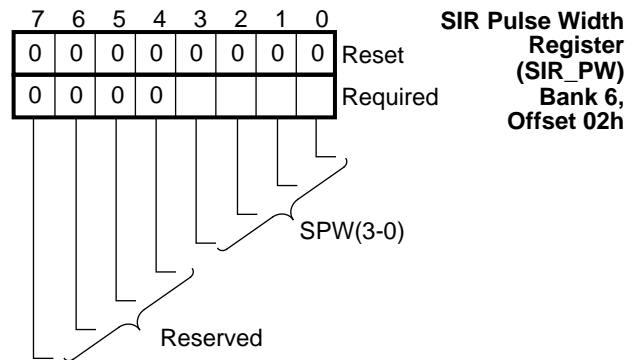 7 6 5 4 3 2 1 0
0 0 0 0 0 0 0 0 Reset
0 0 0 0 Required
SIR Pulse Width
Register
(SIR_PW)
Bank 6,
Offset 02h
SPW(3-0)
Reserved